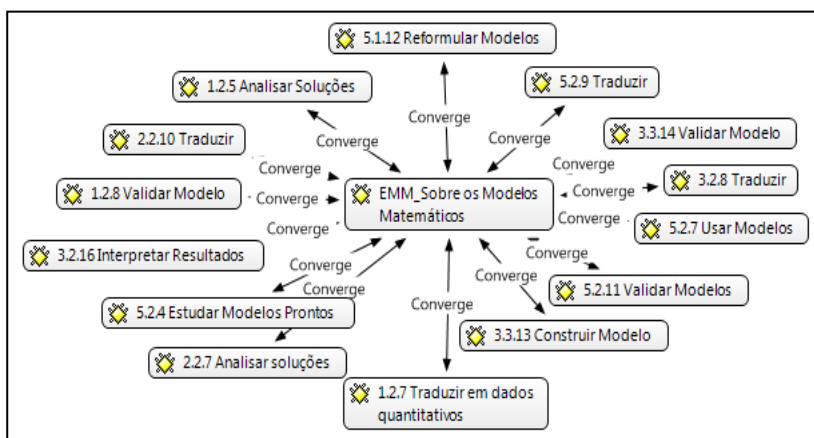 5.1.12 Reformular Modelos
1.2.5 Analisar Soluções
5.2.9 Traduzir
Converge
2.2.10 Traduzir
Converge
Converge
3.3.14 Validar Modelo
Converge
Converge
1.2.8 Validar Modelo
Converge
EMM_Sobre os Modelos
Matemáticos
Converge
3.2.8 Traduzir
Converge
Converge
5.2.7 Usar Modelos
3.2.16 Interpretar Resultados
Converge
Converge
5.2.11 Validar Modelos
Converge
Converge
Converge
5.2.4 Estudar Modelos Prontos
3.3.13 Construir Modelo
2.2.7 Analisar soluções
1.2.7 Traduzir em dados
quantitativos